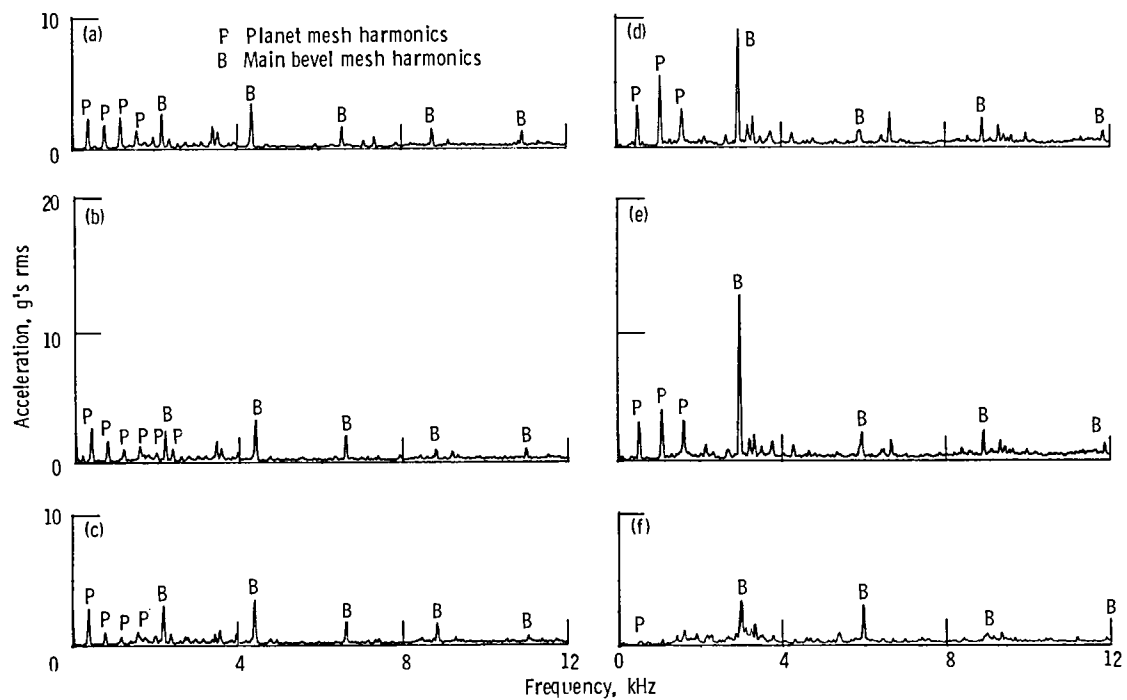 10
(a)
P Planet mesh harmonics
B Main bevel mesh harmonics
P
P
P
P
B
B
B
B
B
0
(d)
P
P
P
B
B
B
B
20
(b)
10
P
P
P
P
P
B
P
B
B
B
B
0
(e)
P
P
P
B
B
B
B
Acceleration, g's rms
10
(c)
P
P
P
P
B
B
B
B
B
0
4
8
12
(f)
P
B
B
B
B
0
4
8
12
Frequency, kHz